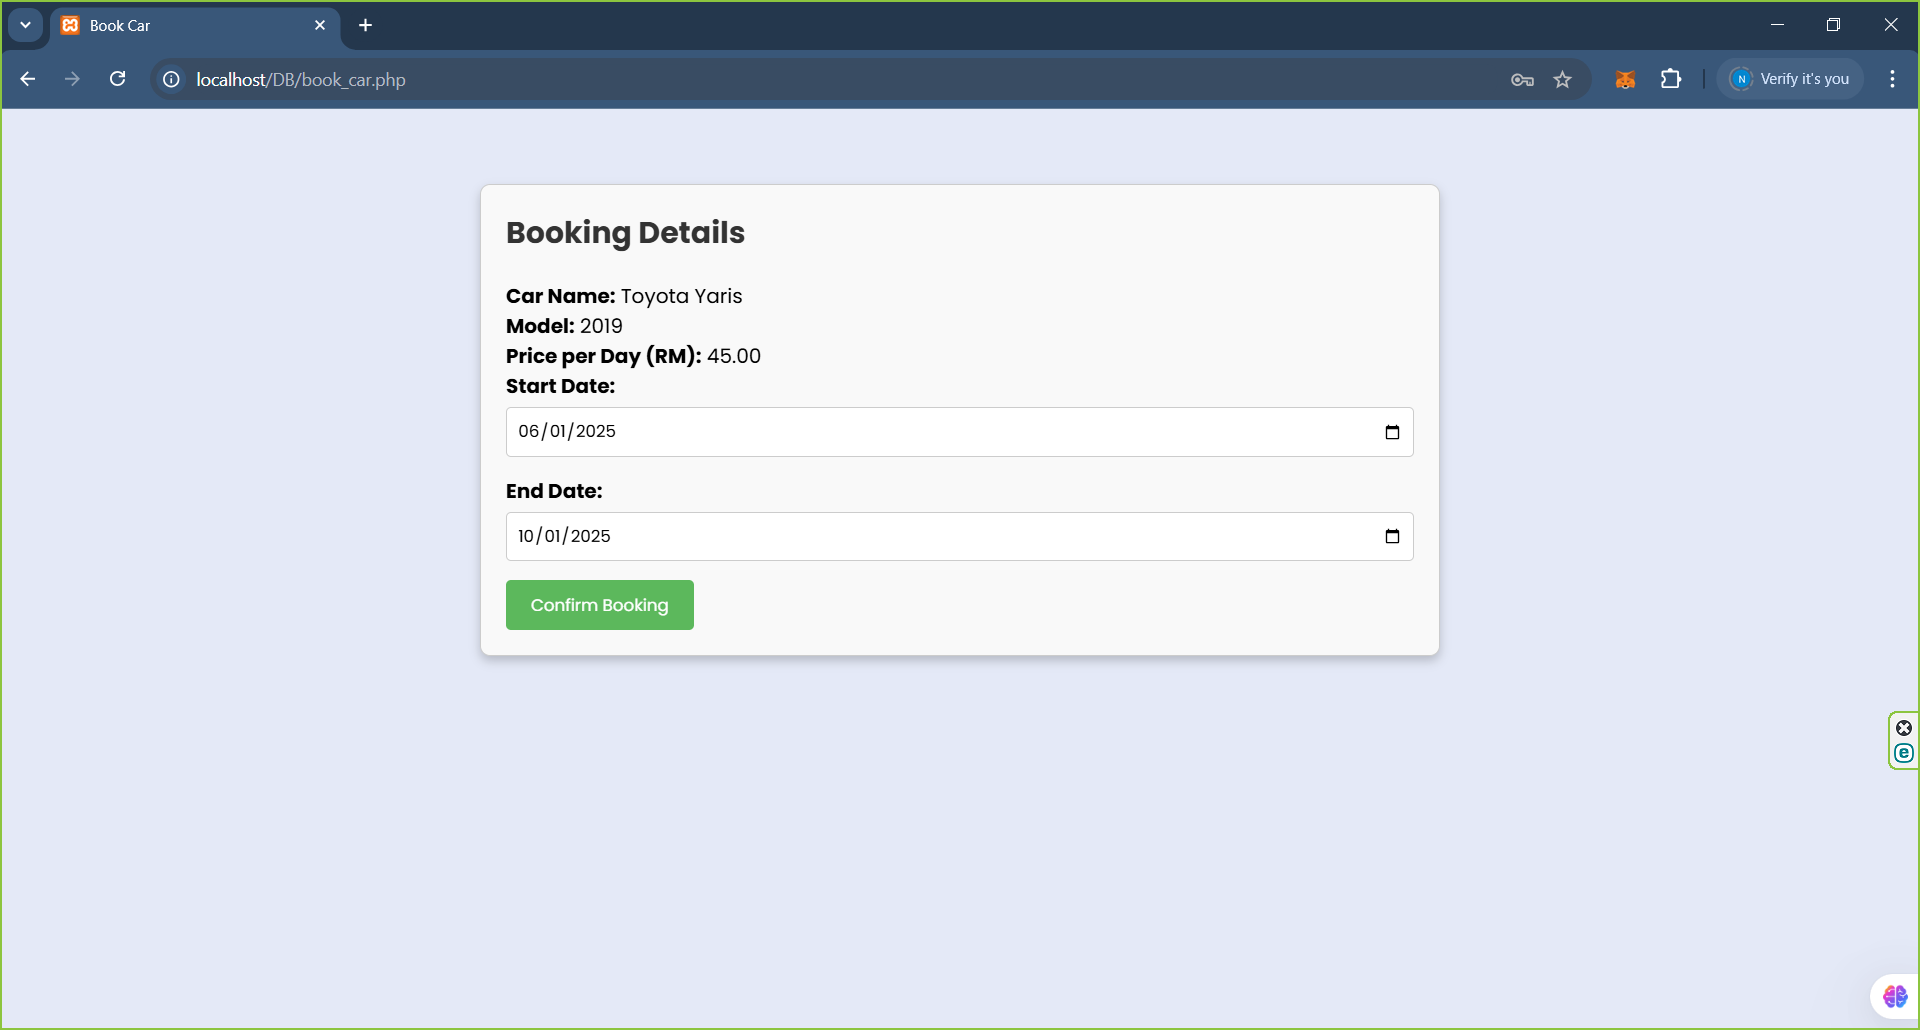 Book Car
localhost/DB/book_car.php
N Verify it's you
Booking Details
Car Name: Toyota Yaris
Model: 2019
Price per Day (RM): 45.00
Start Date:
06/01/2025
End Date:
10/01/2025
Confirm Booking
e